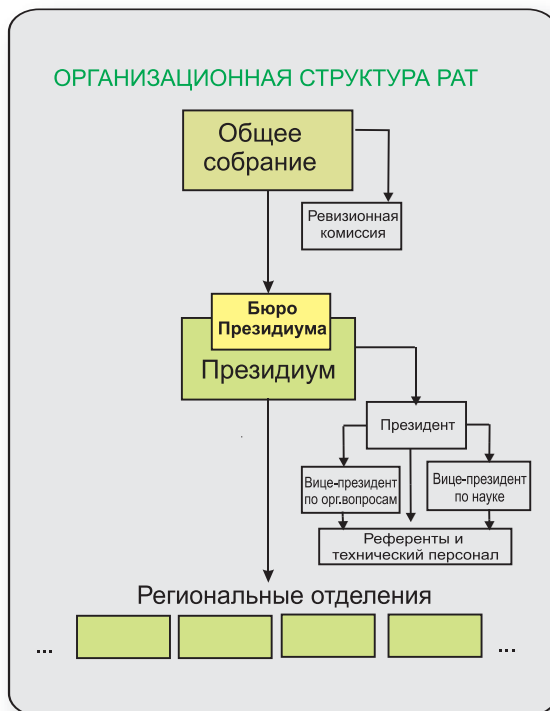 ОРГАНИЗАЦИОННАЯ СТРУКТУРА РАТ
Общее
собрание
Ревизионная
комиссия
Бюро
Президиума
Президиум
Президент
Вице-президент
по орг.вопросам
Вице-президент
по науке
Референты и
технический персонал
Региональные отделения
... ...